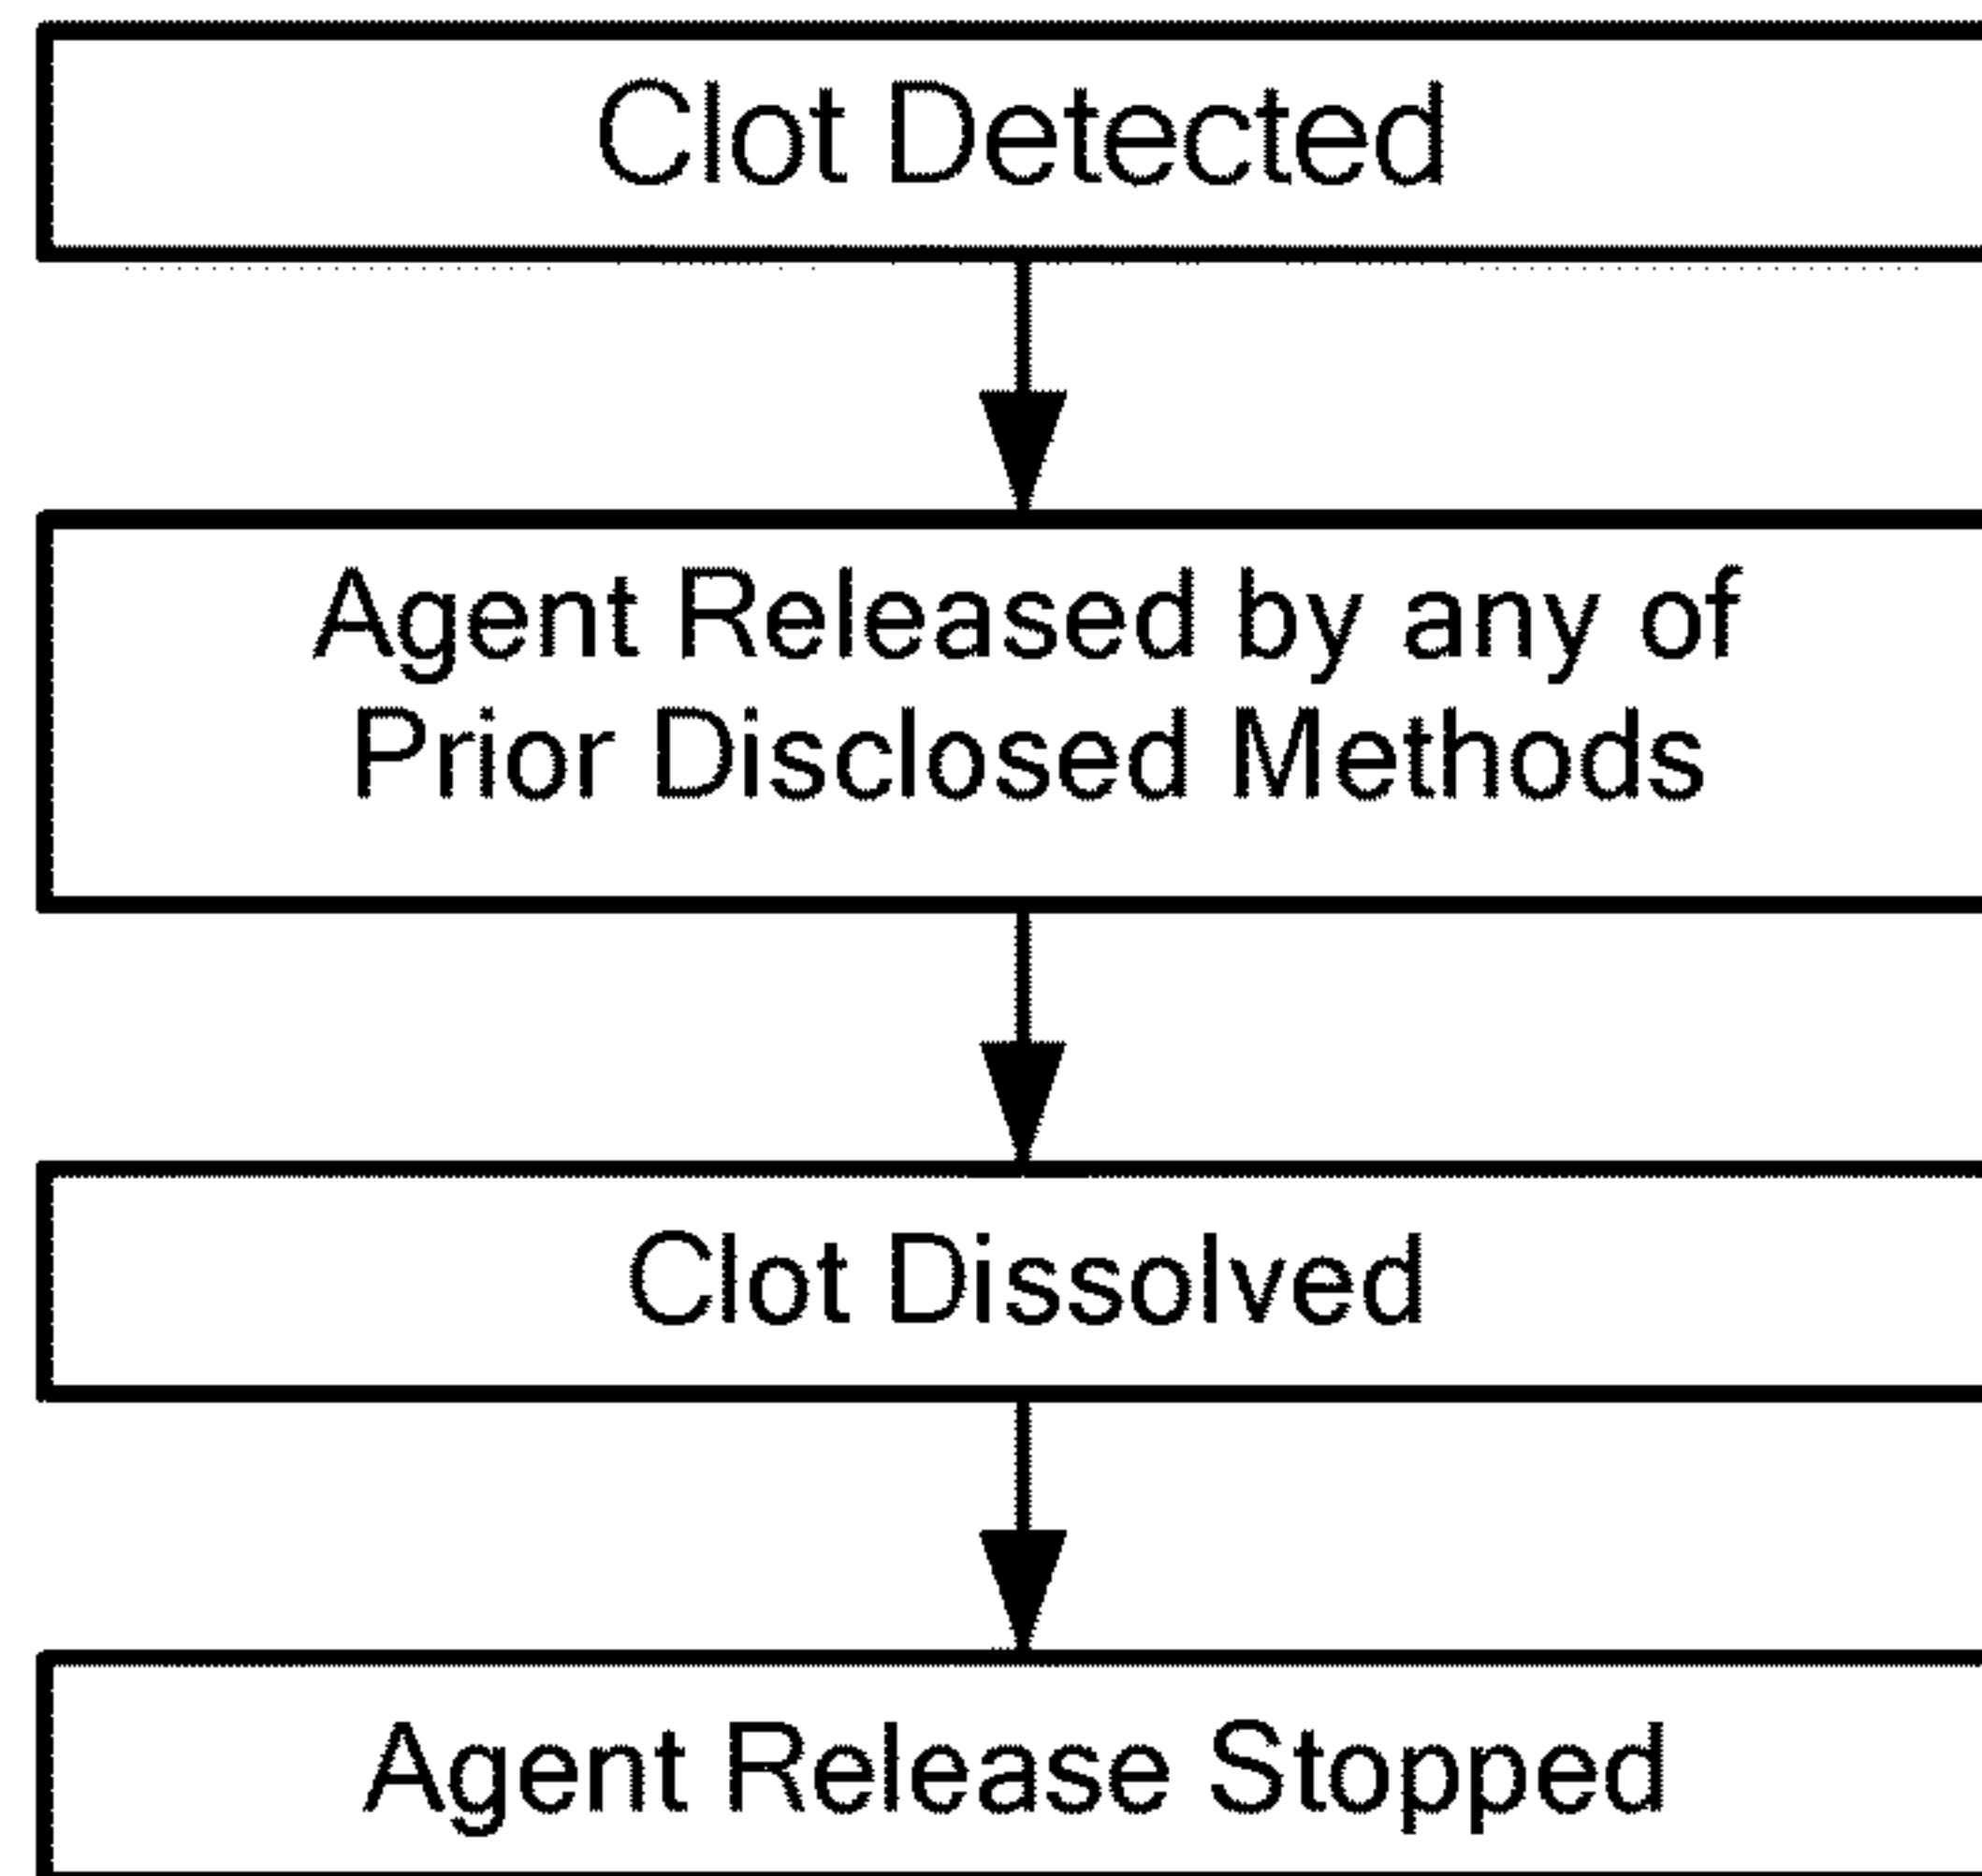 Clot Detected
Agent Released by any of
Prior Disclosed Methods
Clot Dissolved
Agent Release Stopped